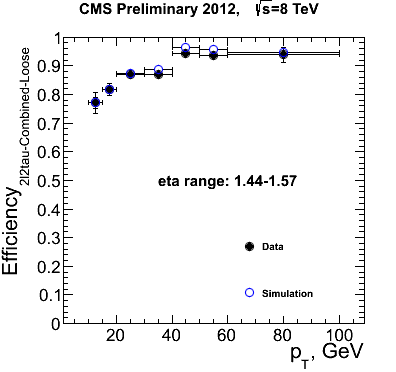 CMS Preliminary 2012, √s=8 TeV
1
0.9
0.8
0.7
0.6
0.5
0.4
0.3
0.2
0.1
0
Efficiency 2l2tau-Combined-Loose
eta range: 1.44-1.57
Data
Simulation
20 40 60 80 100
p_T, GeV